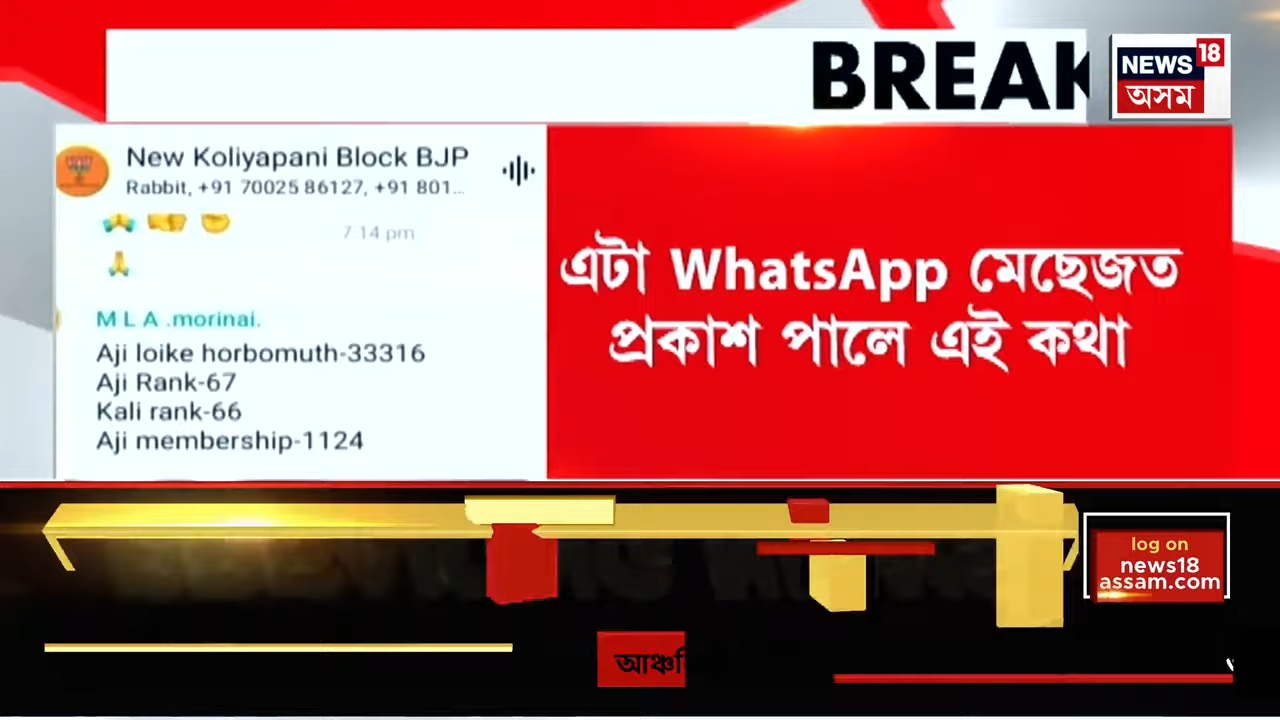 BREAK
NEWS 18
অসম
New Koliyapani Block BJP
Rabbit, +91 70025 86127, +91 801...
7:14 pm
M L A .morinai.
Aji loike horbomuth-33316
Aji Rank-67
Kali rank-66
Aji membership-1124
এটা WhatsApp মেছেজত
প্ৰকাশ পালে এই কথা
log on
news18
assam.com